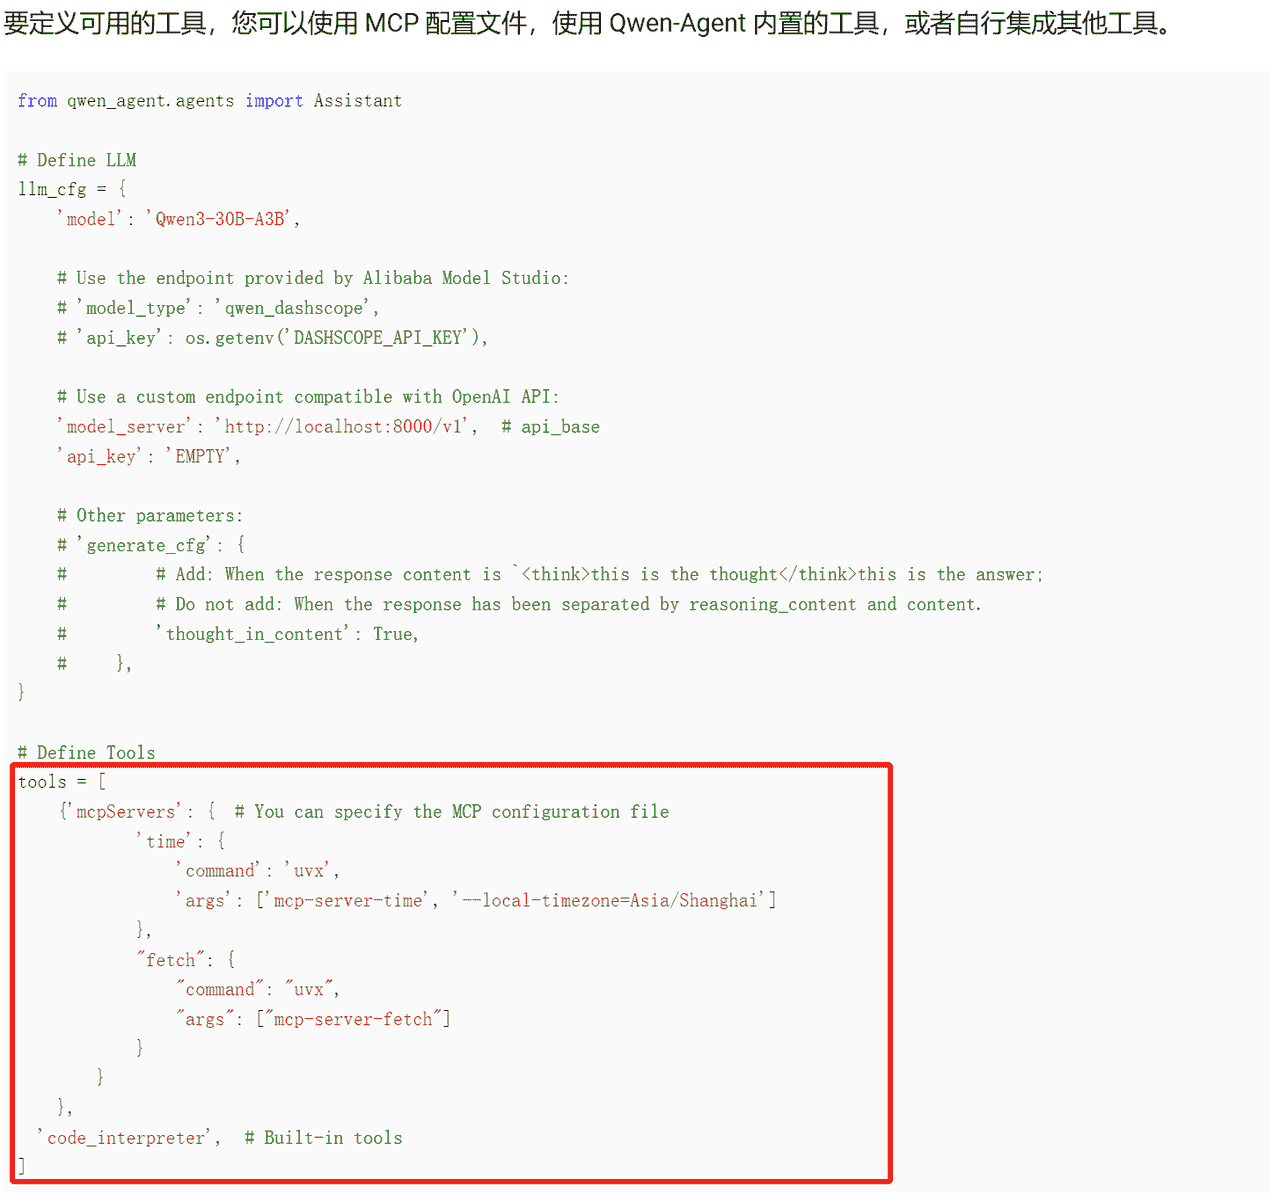 要定义可用的工具，您可以使用 MCP 配置文件，使用 Qwen-Agent 内置的工具，或者自行集成其他工具。
from qwen_agent.agents import Assistant
# Define LLM
llm_cfg = {
    'model': 'Qwen3-30B-A3B',
    # Use the endpoint provided by Alibaba Model Studio:
    # 'model_type': 'qwen_dashscope',
    # 'api_key': os.getenv('DASHSCOPE_API_KEY'),
    # Use a custom endpoint compatible with OpenAI API:
    'model_server': 'http://localhost:8000/v1',  # api_base
    'api_key': 'EMPTY',
    # Other parameters:
    # 'generate_cfg': {
    #         # Add: When the response content is `<think>this is the thought</think>this is the answer;
    #         # Do not add: When the response has been separated by reasoning_content and content.
    #         'thought_in_content': True,
    #     },
}
# Define Tools
tools = [
    {'mcpServers': {  # You can specify the MCP configuration file
            'time': {
                'command': 'uvx',
                'args': ['mcp-server-time', '--local-timezone=Asia/Shanghai']
            },
            "fetch": {
                "command": "uvx",
                "args": ["mcp-server-fetch"]
            }
        }
    },
  'code_interpreter',  # Built-in tools
]